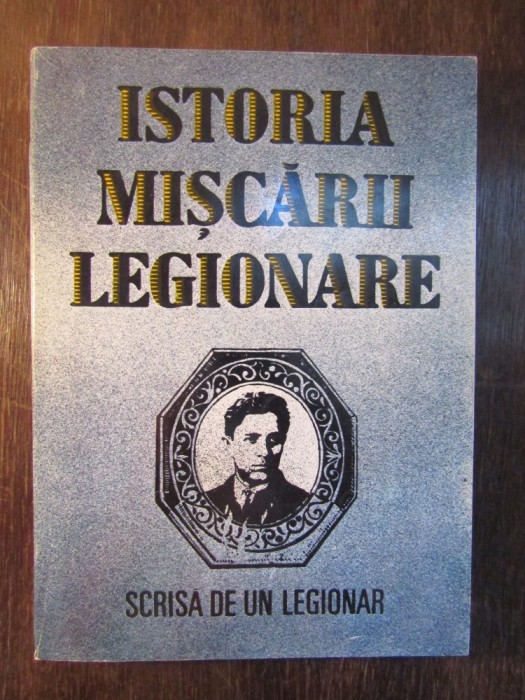 ISTORIA
MIȘCĂRII
LEGIONARE
SCRISA DE UN LEGIONAR